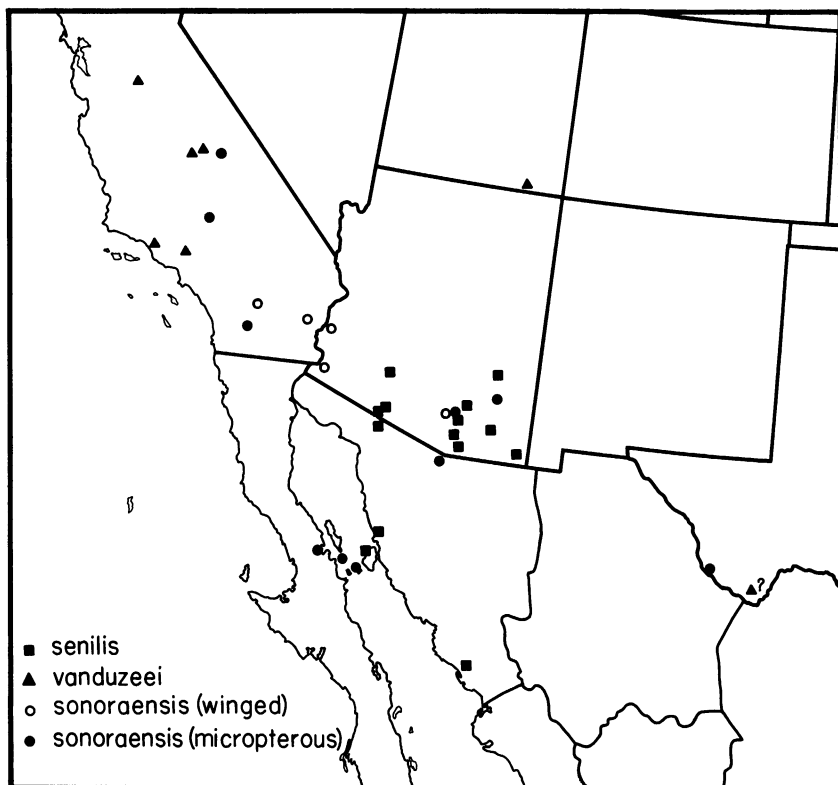 ?
senilis
vanduzeei
sonoraensis (winged)
sonoraensis (micropterous)